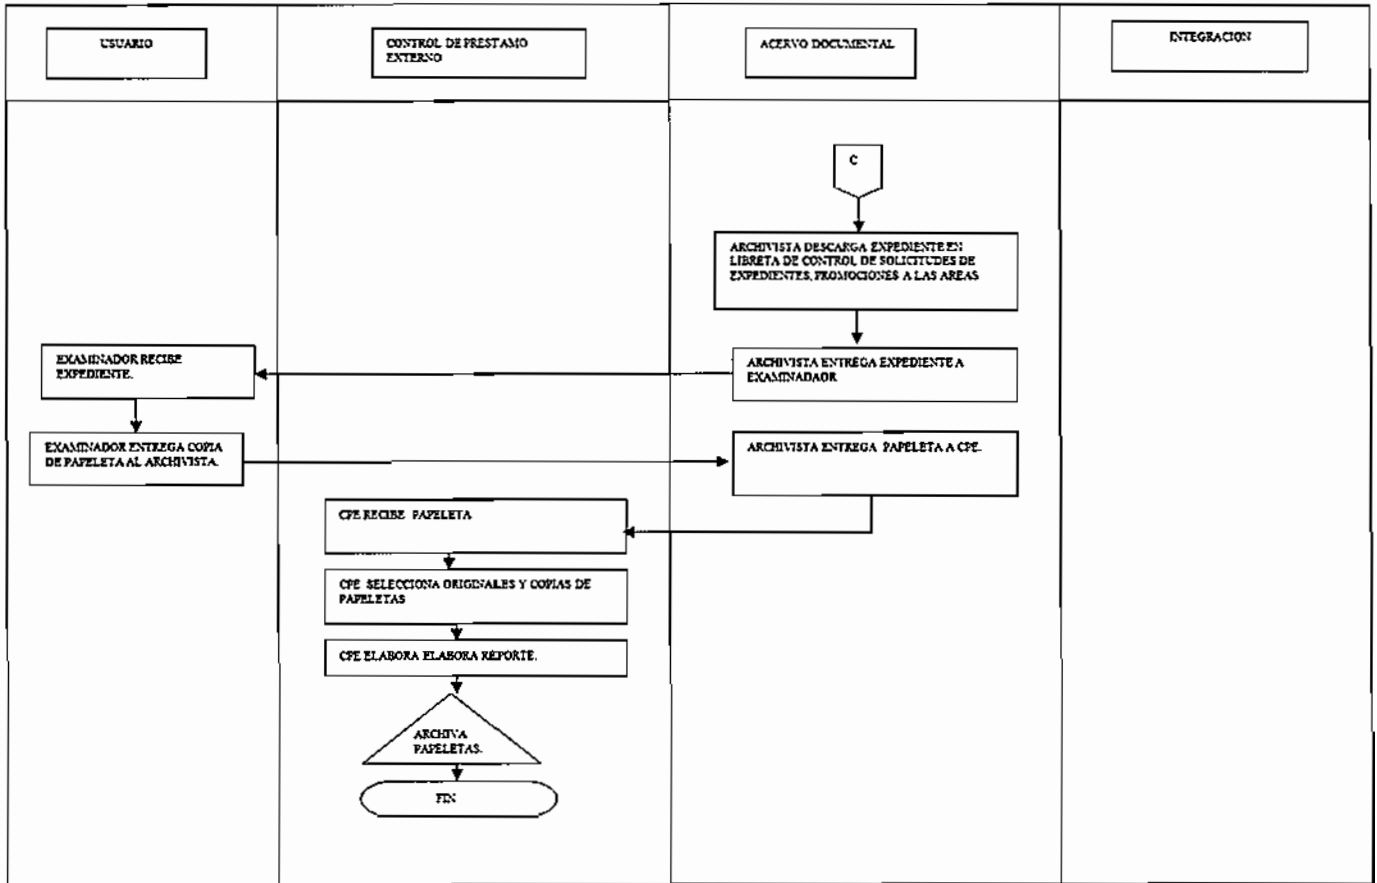 USUARIO
CONTROL DE PRESTAMO
EXTERNO
ACERVO DOCUMENTAL
INTEGRACION
C
ARCHIVISTA DESCARGA EXPEDIENTE EN
LIBRETA DE CONTROL DE SOLICITUDES DE
EXPEDIENTES, PROMOCIONES A LAS AREAS
ARCHIVISTA ENTREGA EXPEDIENTE A
EXAMINADAOR
EXAMINADOR RECIBE
EXPEDIENTE.
EXAMINADOR ENTREGA COPIA
DE PAPELETA AL ARCHIVISTA.
ARCHIVISTA ENTREGA PAPELETA A CPE.
CPE RECIBE PAPELETA
CPE SELECCIONA ORIGINALES Y COPIAS DE
PAPELETAS
CPE ELABORA ELABORA REPORTE.
ARCHIVA
PAPELETAS.
FIN